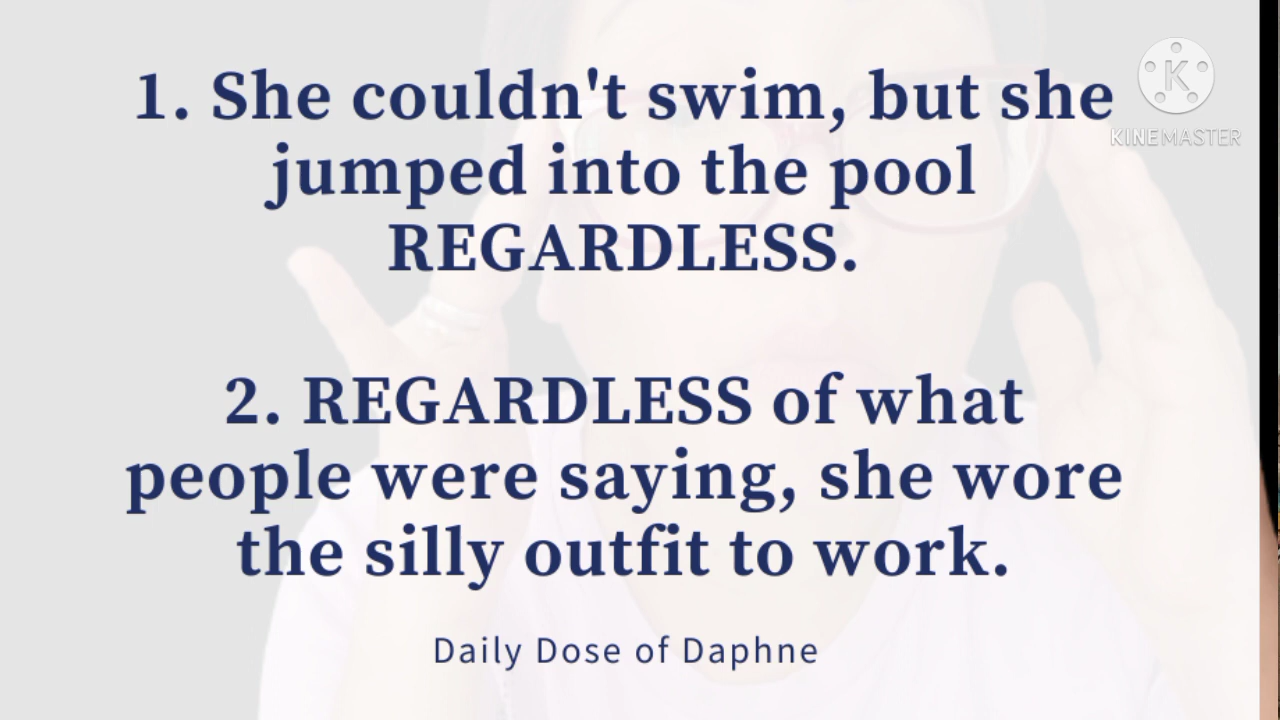 1. She couldn't swim, but she
jumped into the pool
REGARDLESS.
2. REGARDLESS of what
people were saying, she wore
the silly outfit to work.
Daily Dose of Daphne
K
KINEMASTER